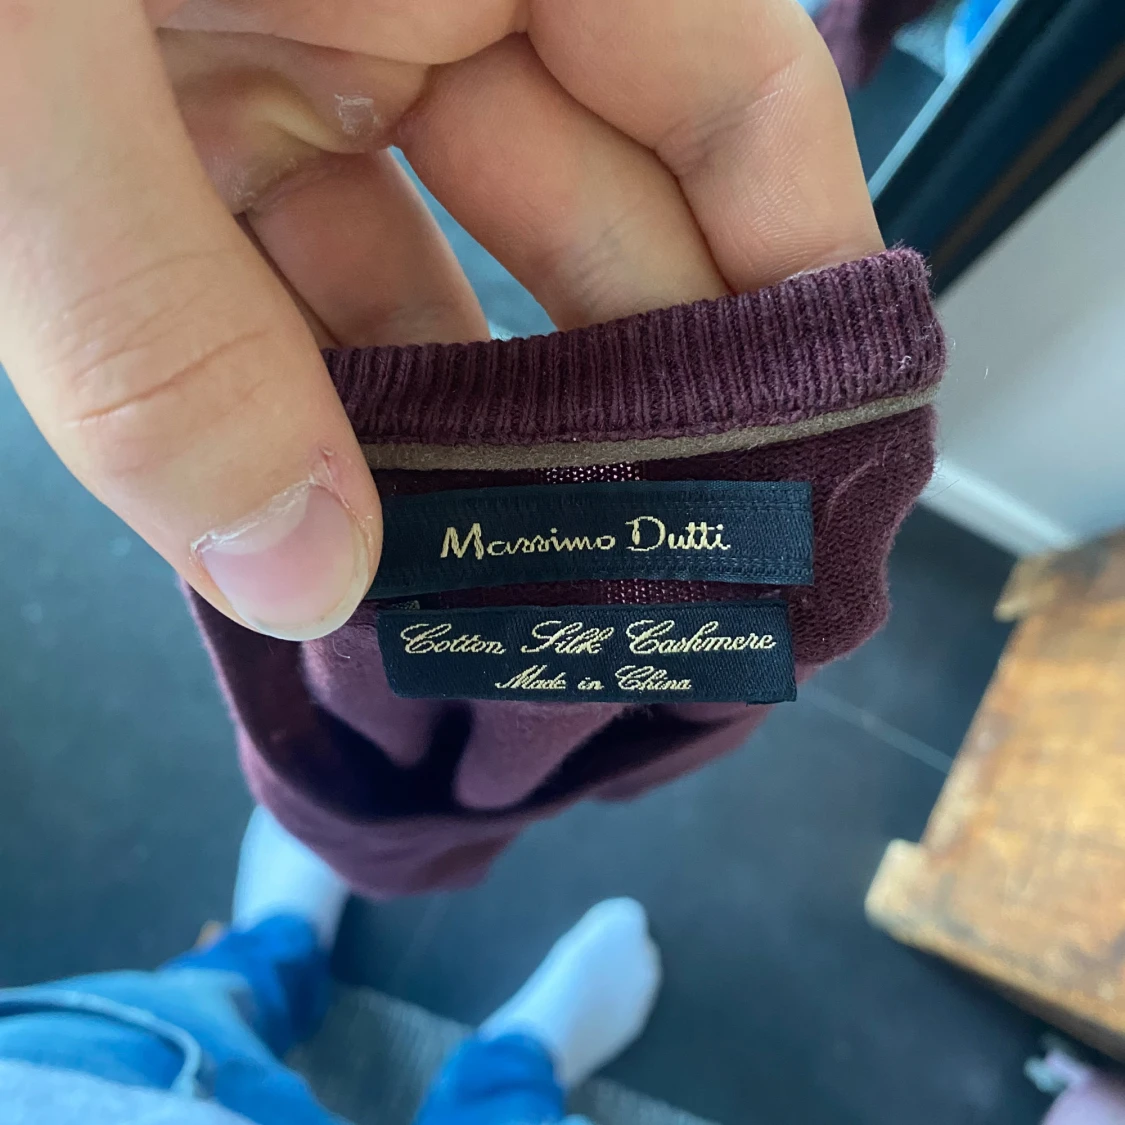 Massimo Dutti
Cotton Silk Cashmere
Made in China